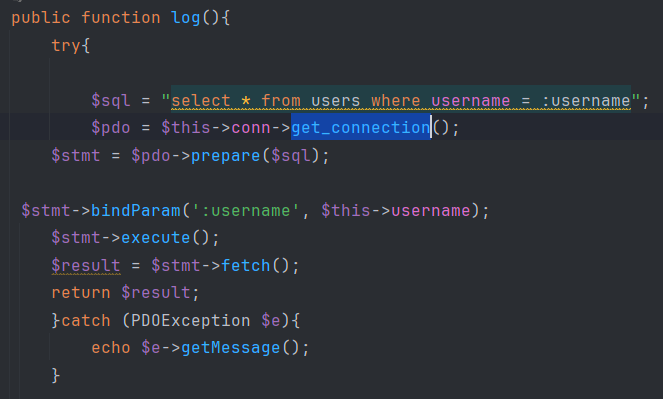 public function log(){
try{
$sql = "select * from users where username = :username";
$pdo = $this->conn->get_connection();
$stmt = $pdo->prepare($sql);
$stmt->bindParam(':username', $this->username);
$stmt->execute();
$result = $stmt->fetch();
return $result;
}catch (PDOException $e){
echo $e->getMessage();
}